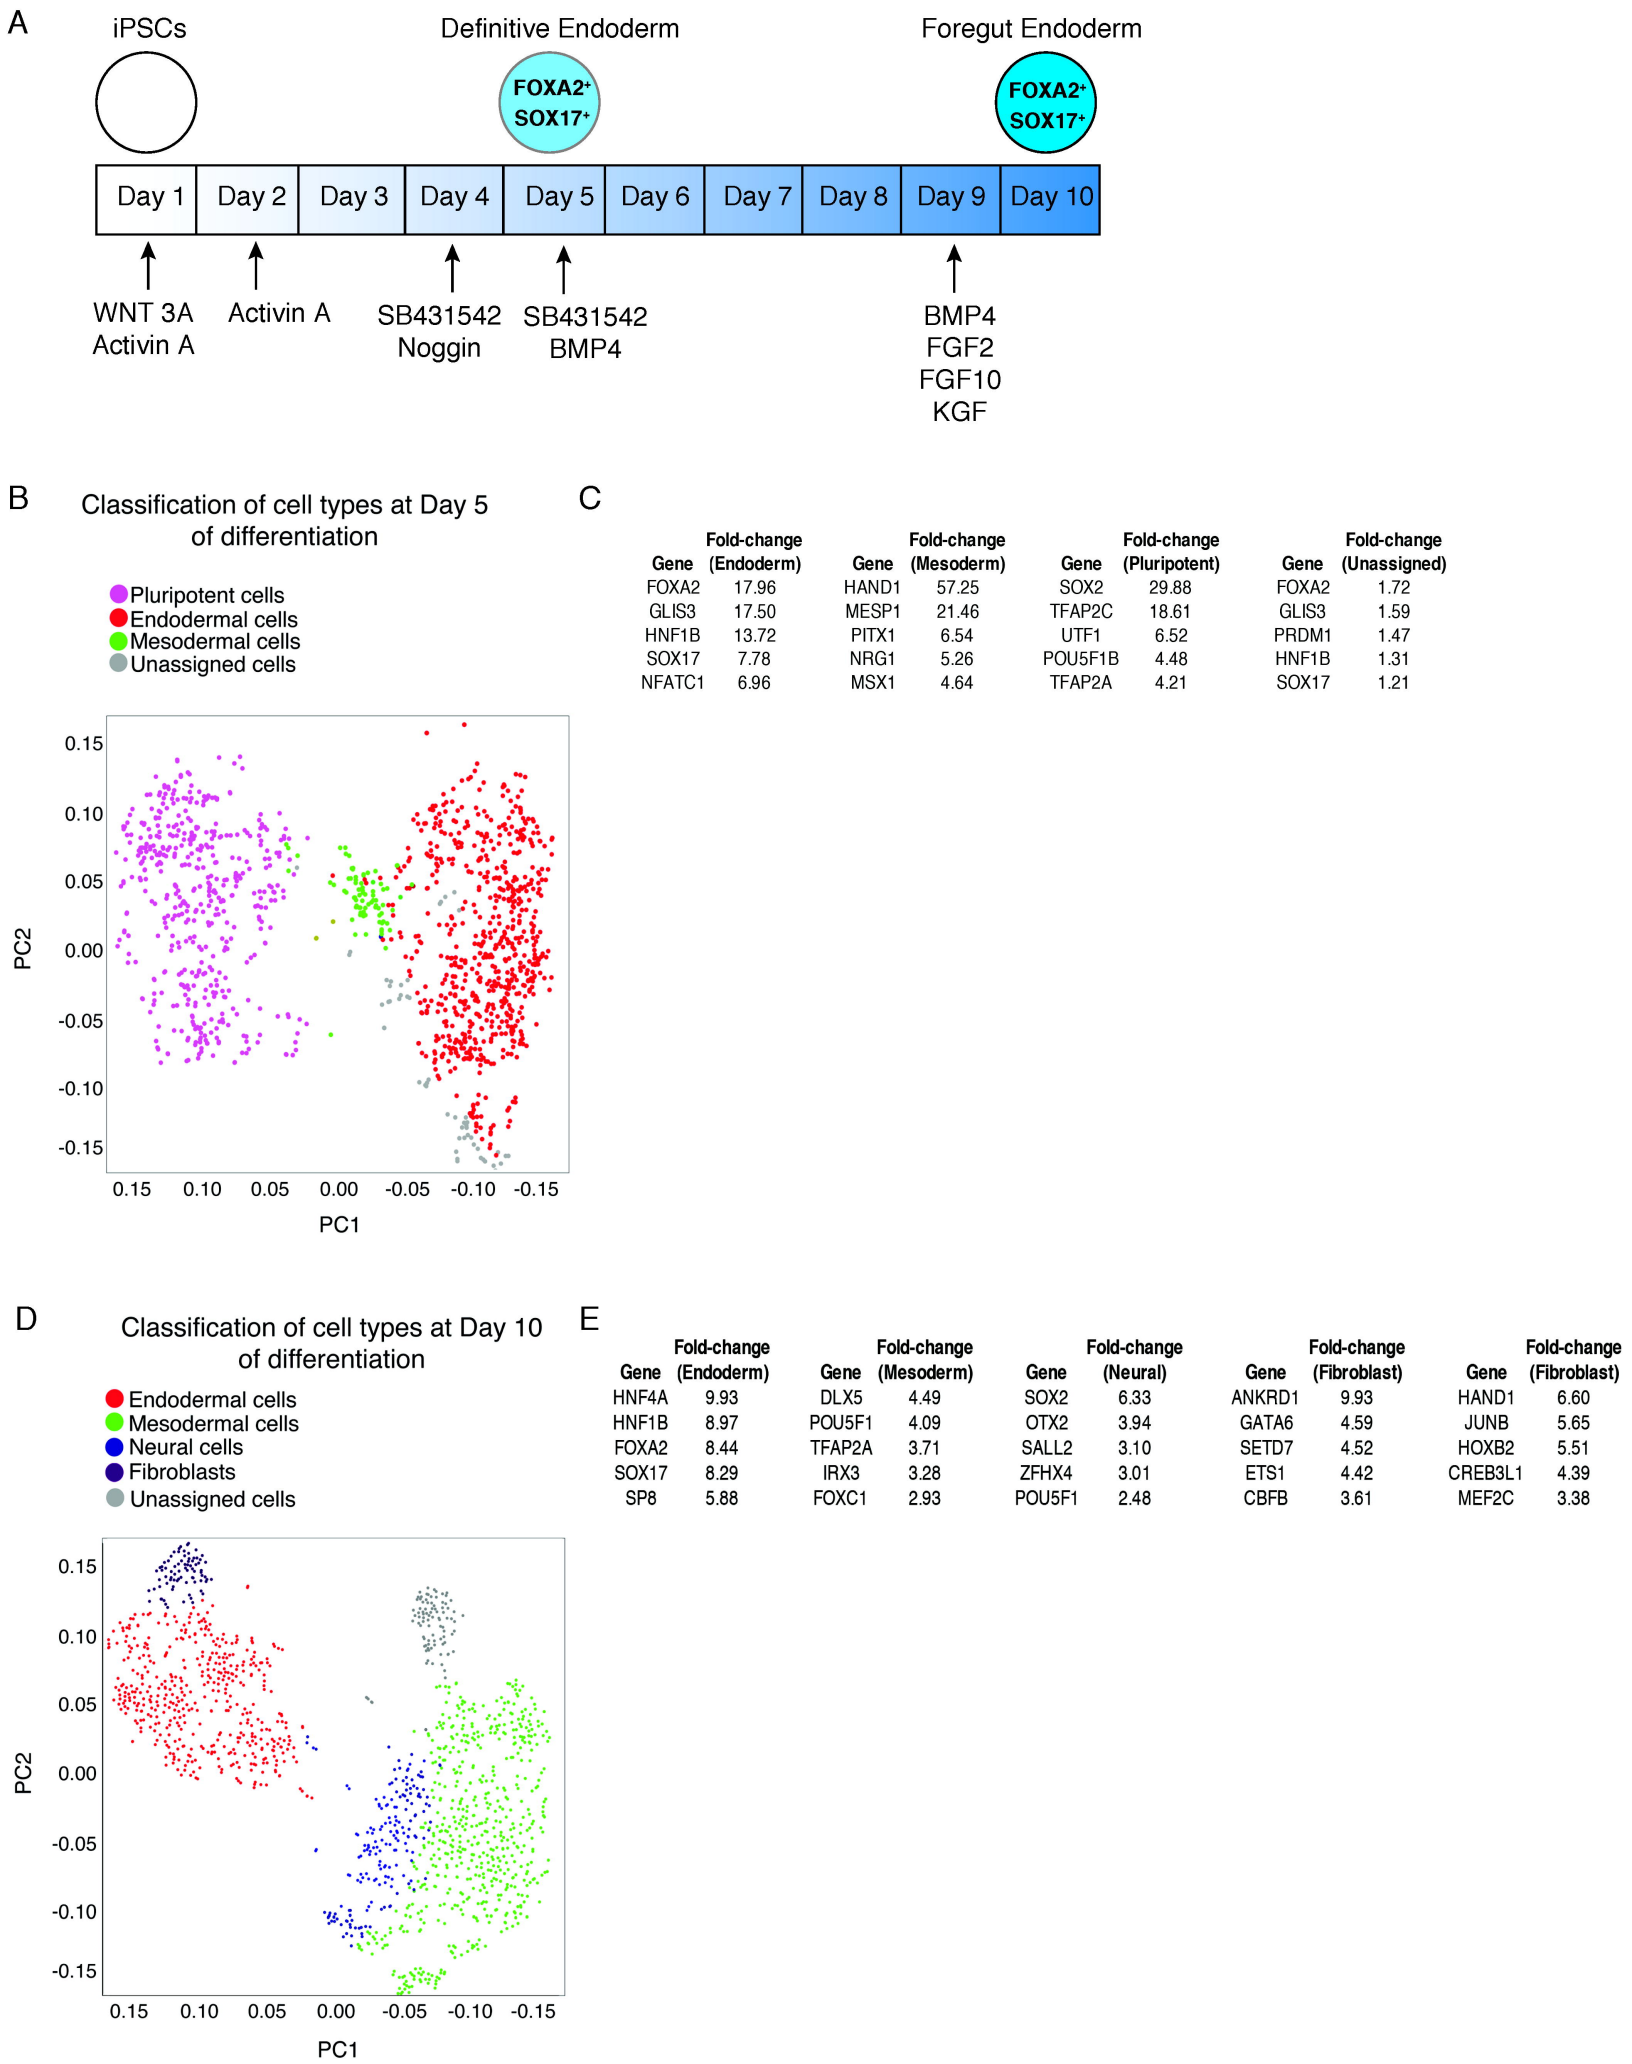 A
iPSCs
Definitive Endoderm
Foregut Endoderm
FOXA2+
SOX17+
FOXA2+
SOX17+
Day 1 Day 2 Day 3 Day 4 Day 5 Day 6 Day 7 Day 8 Day 9 Day 10
WNT 3A
Activin A
Activin A
SB431542
Noggin
SB431542
BMP4
BMP4
FGF2
FGF10
KGF
B
Classification of cell types at Day 5
of differentiation
Pluripotent cells
Endodermal cells
Mesodermal cells
Unassigned cells
0.15
0.10
0.05
0.00
-0.05
-0.10
-0.15
PC2
0.15 0.10 0.05 0.00 -0.05 -0.10 -0.15
PC1
C
Fold-change Fold-change Fold-change Fold-change
Gene (Endoderm) Gene (Mesoderm) Gene (Pluripotent) Gene (Unassigned)
FOXA2 17.96 HAND1 57.25 SOX2 29.88 FOXA2 1.72
GLIS3 17.50 MESP1 21.46 TFAP2C 18.61 GLIS3 1.59
HNF1B 13.72 PITX1 6.54 UTF1 6.52 PRDM1 1.47
SOX17 7.78 NRG1 5.26 POU5F1B 4.48 HNF1B 1.31
NFATC1 6.96 MSX1 4.64 TFAP2A 4.21 SOX17 1.21
D
Classification of cell types at Day 10
of differentiation
Endodermal cells
Mesodermal cells
Neural cells
Fibroblasts
Unassigned cells
0.15
0.10
0.05
0.00
-0.05
-0.10
-0.15
PC2
0.15 0.10 0.05 0.00 -0.05 -0.10 -0.15
PC1
E
Fold-change Fold-change Fold-change Fold-change Fold-change
Gene (Endoderm) Gene (Mesoderm) Gene (Neural) Gene (Fibroblast) Gene (Fibroblast)
HNF4A 9.93 DLX5 4.49 SOX2 6.33 ANKRD1 9.93 HAND1 6.60
HNF1B 8.97 POU5F1 4.09 OTX2 3.94 GATA6 4.59 JUNB 5.65
FOXA2 8.44 TFAP2A 3.71 SALL2 3.10 SETD7 4.52 HOXB2 5.51
SOX17 8.29 IRX3 3.28 ZFHX4 3.01 ETS1 4.42 CREB3L1 4.39
SP8 5.88 FOXC1 2.93 POU5F1 2.48 CBFB 3.61 MEF2C 3.38